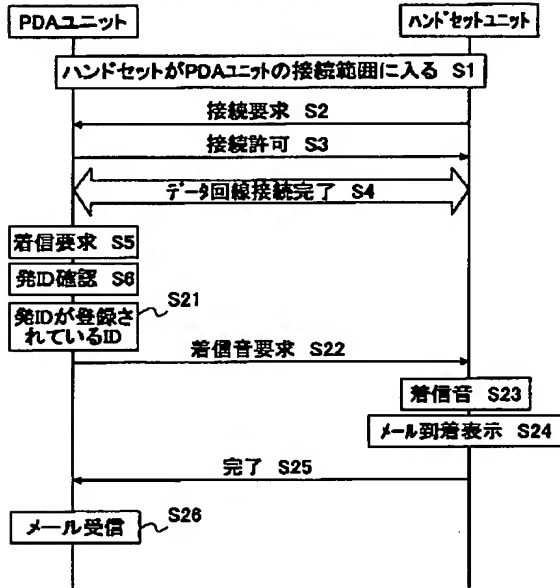 PDAユニット
ハンドセットユニット
ハンドセットがPDAユニットの接続範囲に入る S1
接続要求 S2
接続許可 S3
データ回線接続完了 S4
着信要求 S5
発ID確認 S6
発IDが登録さ
れているID
S21
着信音要求 S22
着信音 S23
メール到着表示 S24
完了 S25
メール受信
S26